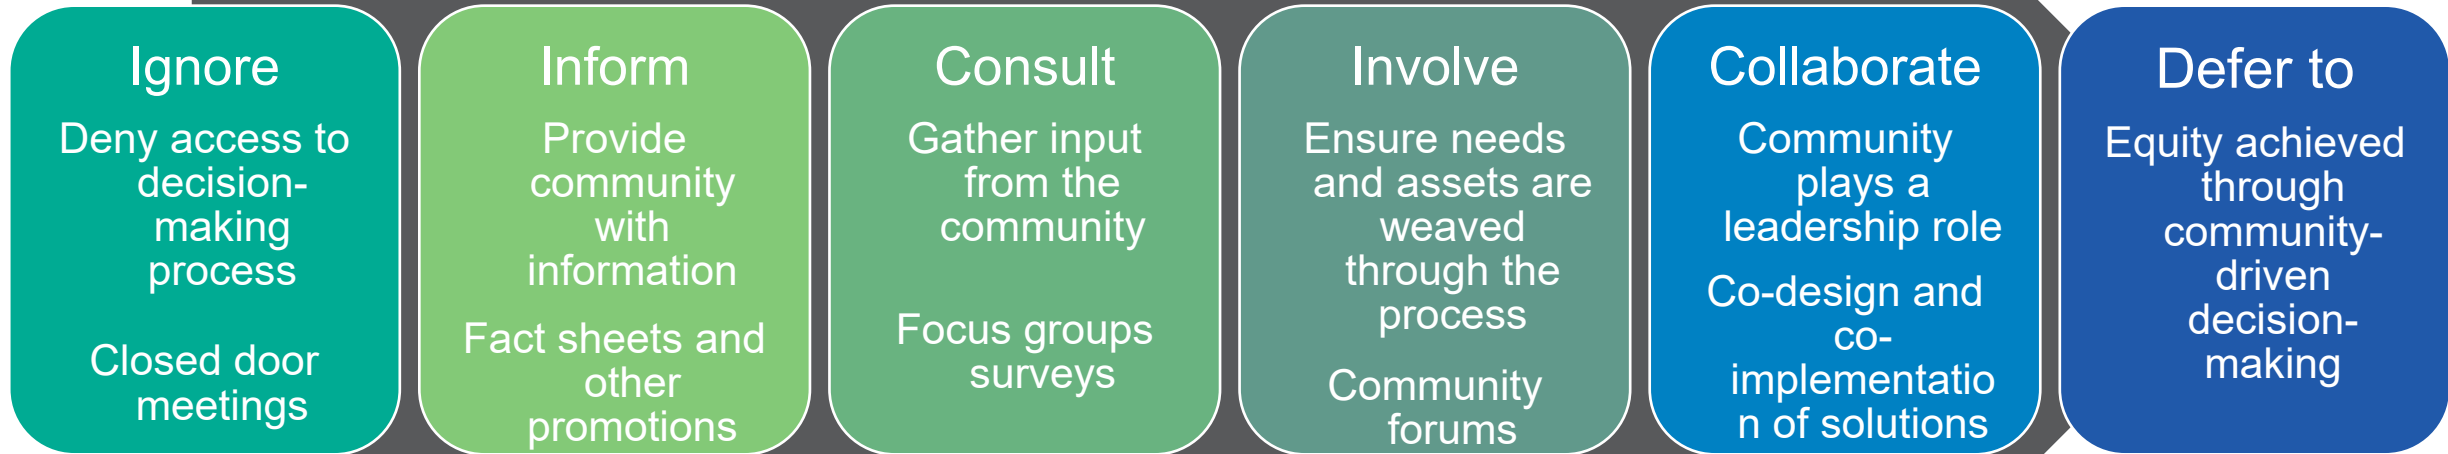 Ignore
Deny access to
decision-
making
process
Closed door
meetings
Inform
Provide
community
with
information
Fact sheets and
other
promotions
Consult
Gather input
from the
community
Focus groups
surveys
Involve
Ensure needs
and assets are
weaved
through the
process
Community
forums
Collaborate
Community
plays a
leadership role
Co-design and
co-
implementatio
n of solutions
Defer to
Equity achieved
through
community-
driven
decision-
making